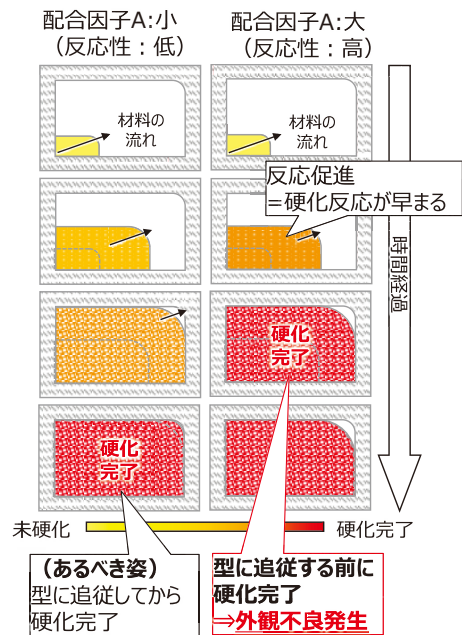 配合因子A:小
（反応性：低）
配合因子A:大
（反応性：高）
材料の
流れ
材料の
流れ
反応促進
＝硬化反応が早まる
時間経過
硬化
完了
硬化
完了
未硬化
硬化完了
（あるべき姿）
型に追従してから
硬化完了
型に追従する前に
硬化完了
⇒外観不良発生